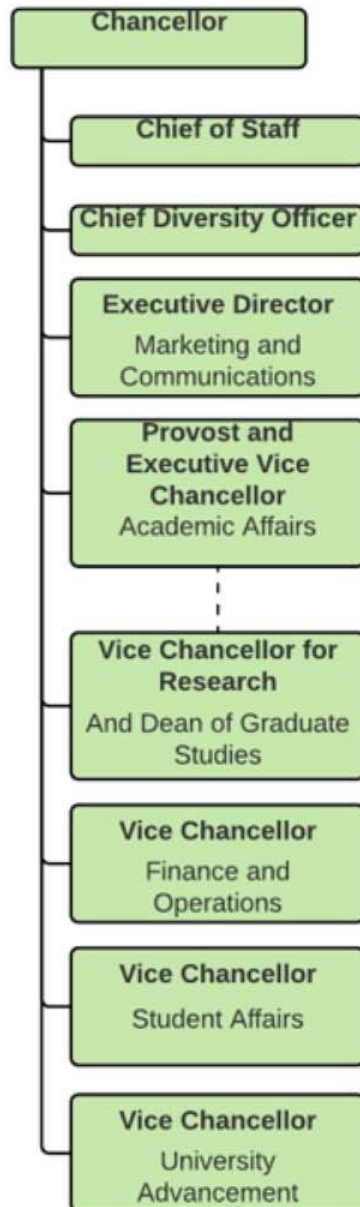 Chancellor
Chief of Staff
Chief Diversity Officer
Executive Director
Marketing and
Communications
Provost and
Executive Vice
Chancellor
Academic Affairs
Vice Chancellor for
Research
And Dean of Graduate
Studies
Vice Chancellor
Finance and
Operations
Vice Chancellor
Student Affairs
Vice Chancellor
University
Advancement